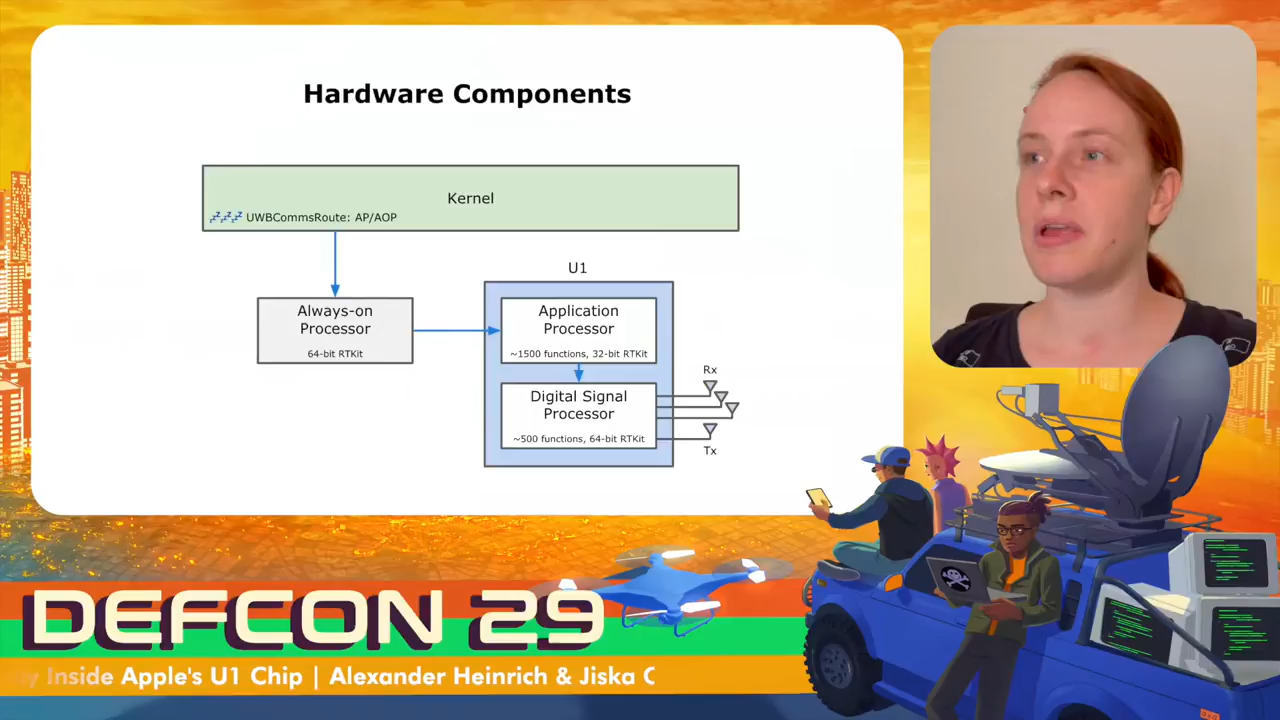 Hardware Components
Kernel
UWBCommsRoute: AP/AOP
U1
Always-on
Processor
64-bit RTKit
Application
Processor
~1500 functions, 32-bit RTKit
Digital Signal
Processor
~500 functions, 64-bit RTKit
Rx
Tx
DEFCON 29
Inside Apple's U1 Chip | Alexander Heinrich & Jiska C